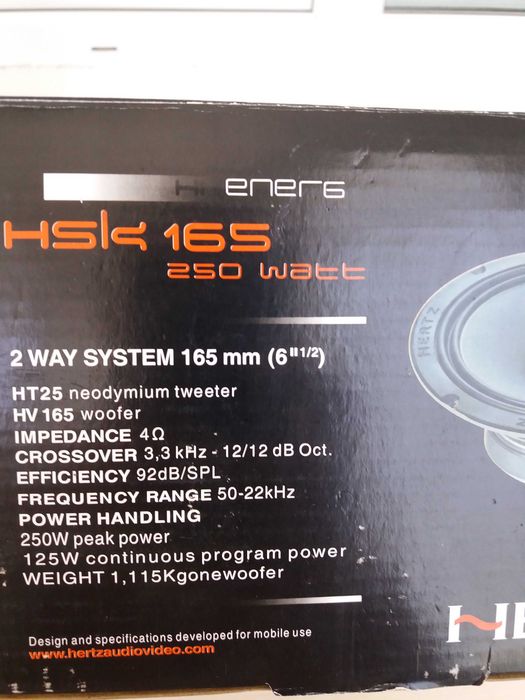 Hi energ
HSK 165
250 watt
2 WAY SYSTEM 165 mm (6"1/2)
HT25 neodymium tweeter
HV 165 woofer
IMPEDANCE 4Ω
CROSSOVER 3,3 kHz - 12/12 dB Oct.
EFFICIENCY 92dB/SPL
FREQUENCY RANGE 50-22kHz
POWER HANDLING
250W peak power
125W continuous program power
WEIGHT 1,115Kgonewoofer
Design and specifications developed for mobile use
www.hertzaudiovideo.com
HERTZ